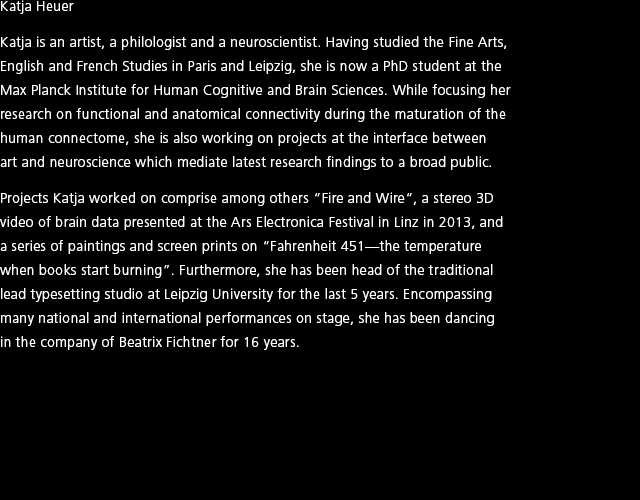 Katja Heuer
Katja is an artist, a philologist and a neuroscientist. Having studied the Fine Arts,
English and French Studies in Paris and Leipzig, she is now a PhD student at the
Max Planck Institute for Human Cognitive and Brain Sciences. While focusing her
research on functional and anatomical connectivity during the maturation of the
human connectome, she is also working on projects at the interface between
art and neuroscience which mediate latest research findings to a broad public.
Projects Katja worked on comprise among others “Fire and Wire”, a stereo 3D
video of brain data presented at the Ars Electronica Festival in Linz in 2013, and
a series of paintings and screen prints on “Fahrenheit 451—the temperature
when books start burning”. Furthermore, she has been head of the traditional
lead typesetting studio at Leipzig University for the last 5 years. Encompassing
many national and international performances on stage, she has been dancing
in the company of Beatrix Fichtner for 16 years.